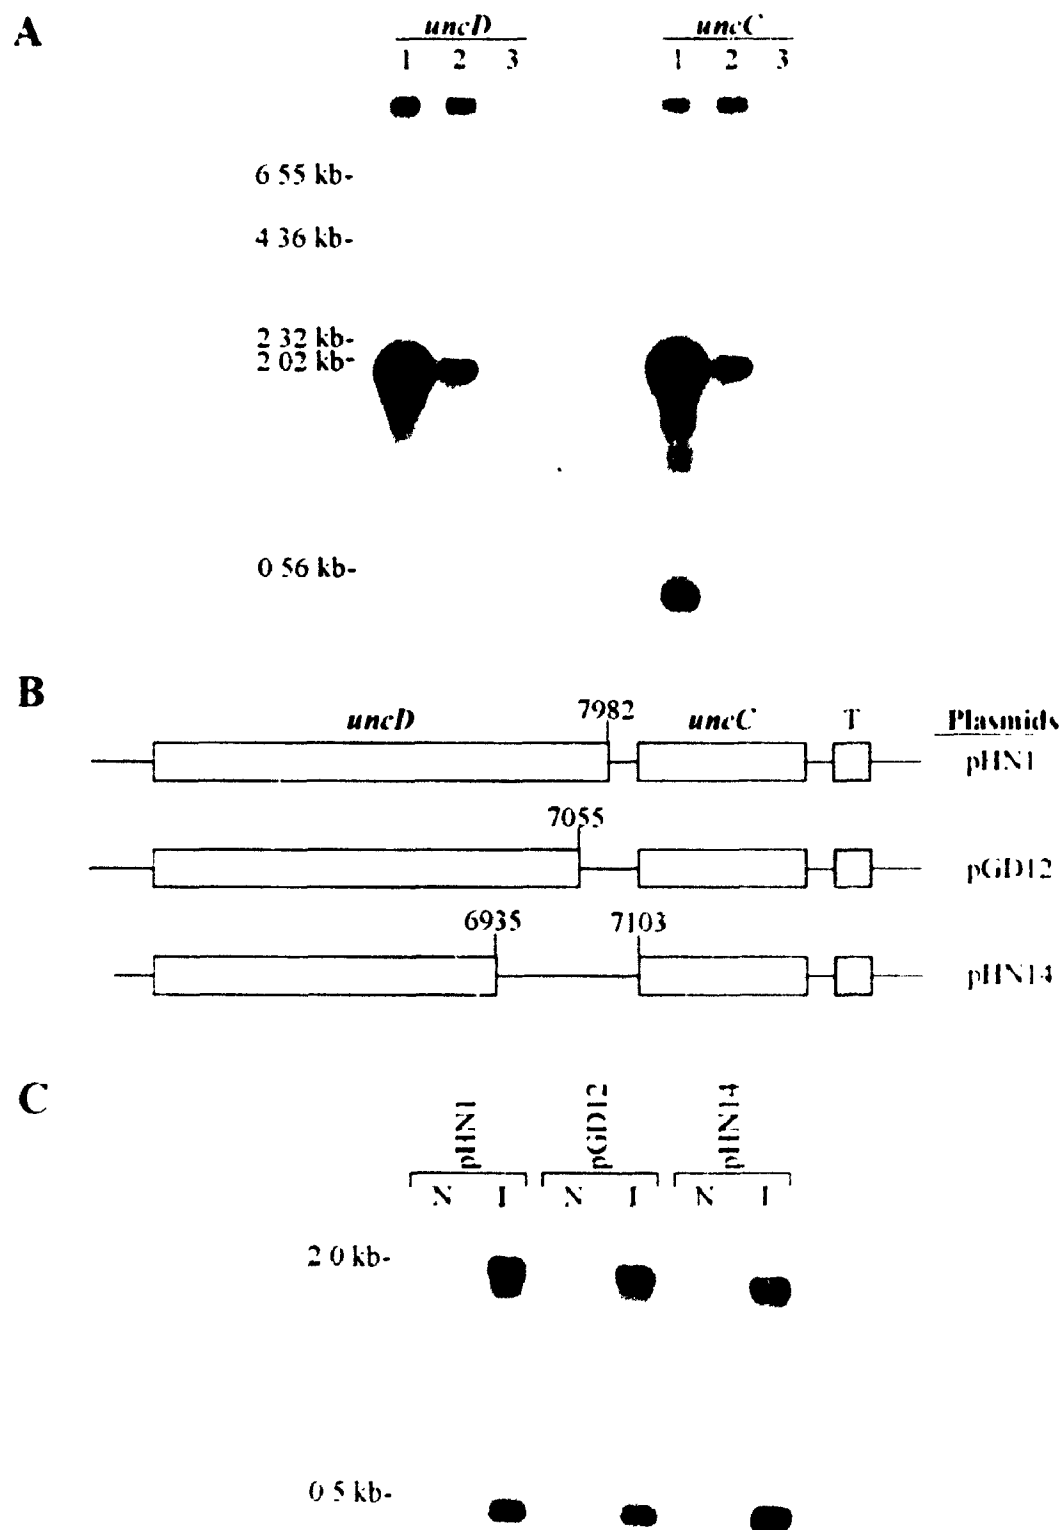 A
uncD uncC
1 2 3 1 2 3
6 55 kb-
4 36 kb-
2 32 kb-
2 02 kb-
0 56 kb-
B
uncD 7982 uncC T Plasmids
pHN1
7055
pGD12
6935 7103
pHN14
C
pHN1 pGD12 pHN14
N I N I N I
2 0 kb-
0 5 kb-